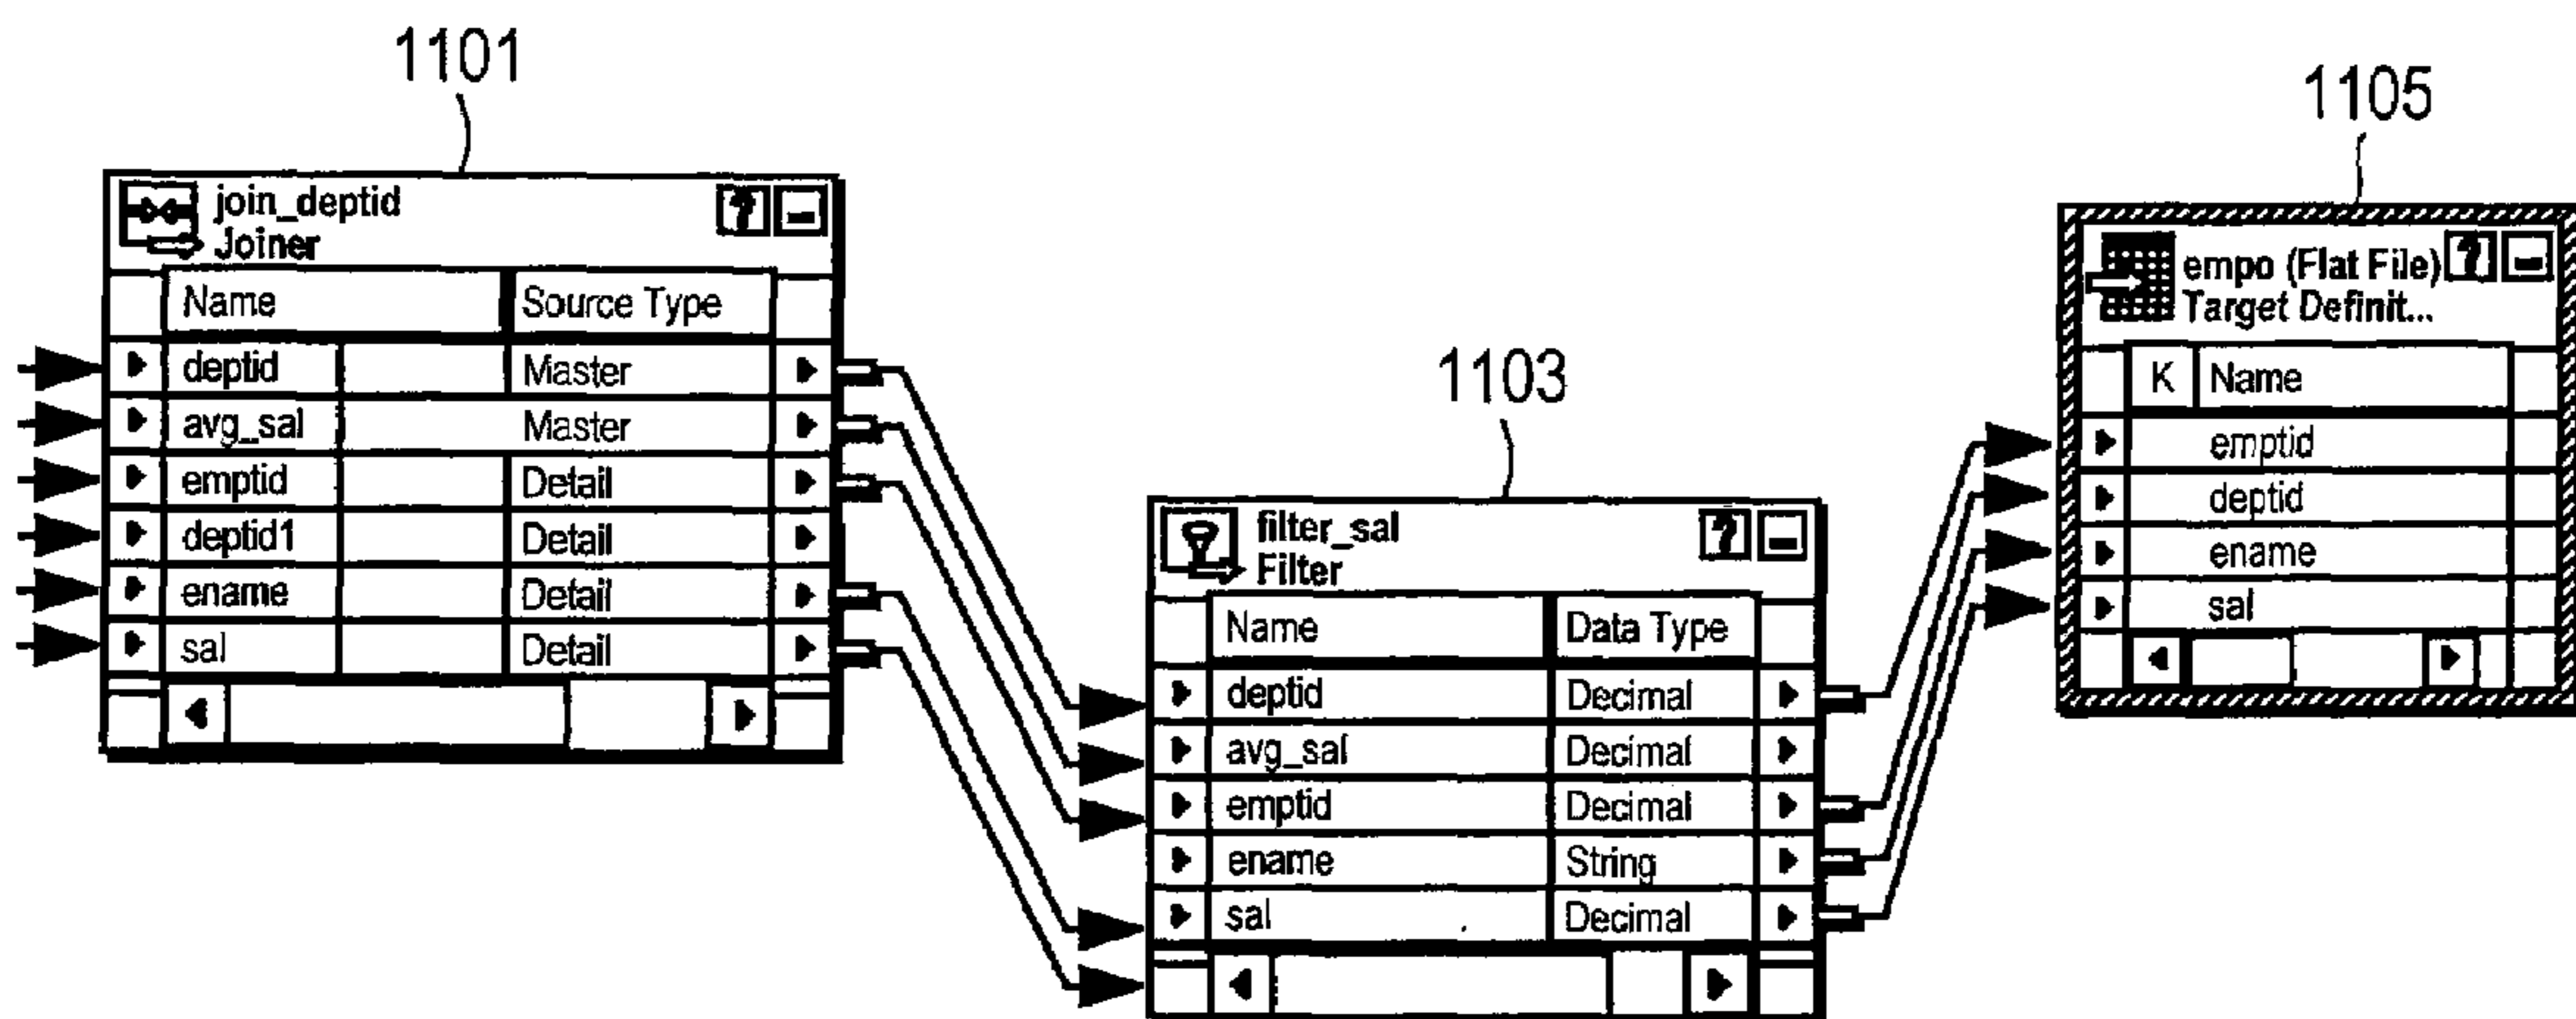 1101
join_deptid
Joiner
Name Source Type
deptid Master
avg_sal Master
emptid Detail
deptid1 Detail
ename Detail
sal Detail
1103
filter_sal
Filter
Name Data Type
deptid Decimal
avg_sal Decimal
emptid Decimal
ename String
sal Decimal
1105
empo (Flat File)
Target Definit...
K Name
emptid
deptid
ename
sal